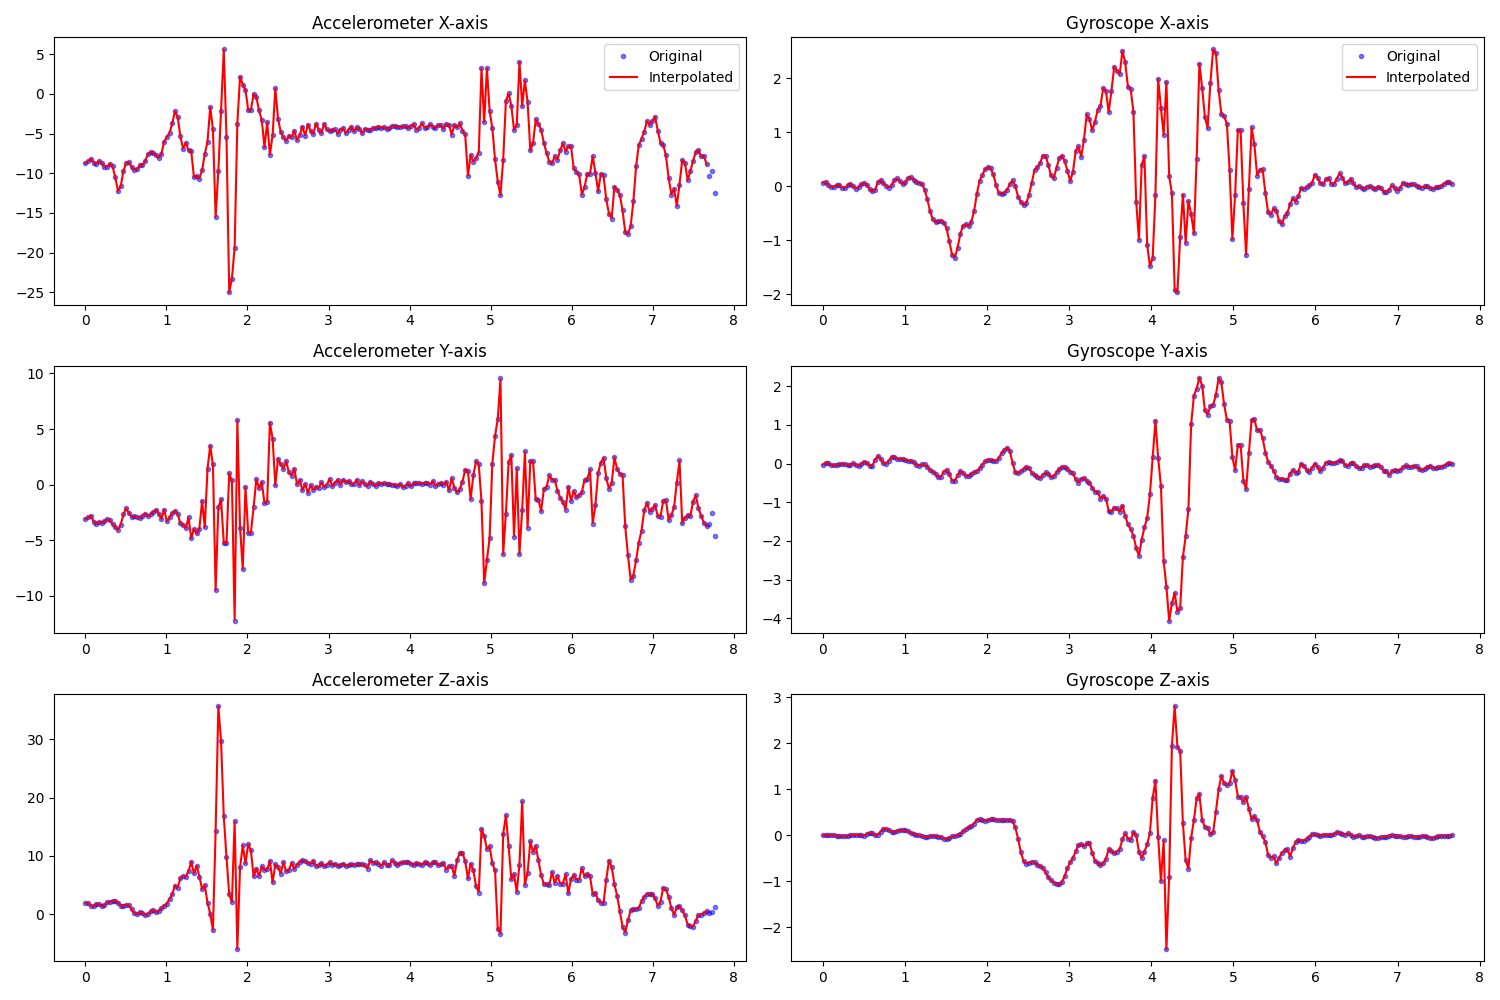 Accelerometer X-axis
5
0
−5
−10
−15
−20
−25
0 1 2 3 4 5 6 7 8
Original
Interpolated
Gyroscope X-axis
2
1
0
−1
−2
0 1 2 3 4 5 6 7 8
Original
Interpolated
Accelerometer Y-axis
10
5
0
−5
−10
0 1 2 3 4 5 6 7 8
Gyroscope Y-axis
2
1
0
−1
−2
−3
−4
0 1 2 3 4 5 6 7 8
Accelerometer Z-axis
30
20
10
0
0 1 2 3 4 5 6 7 8
Gyroscope Z-axis
3
2
1
0
−1
−2
0 1 2 3 4 5 6 7 8